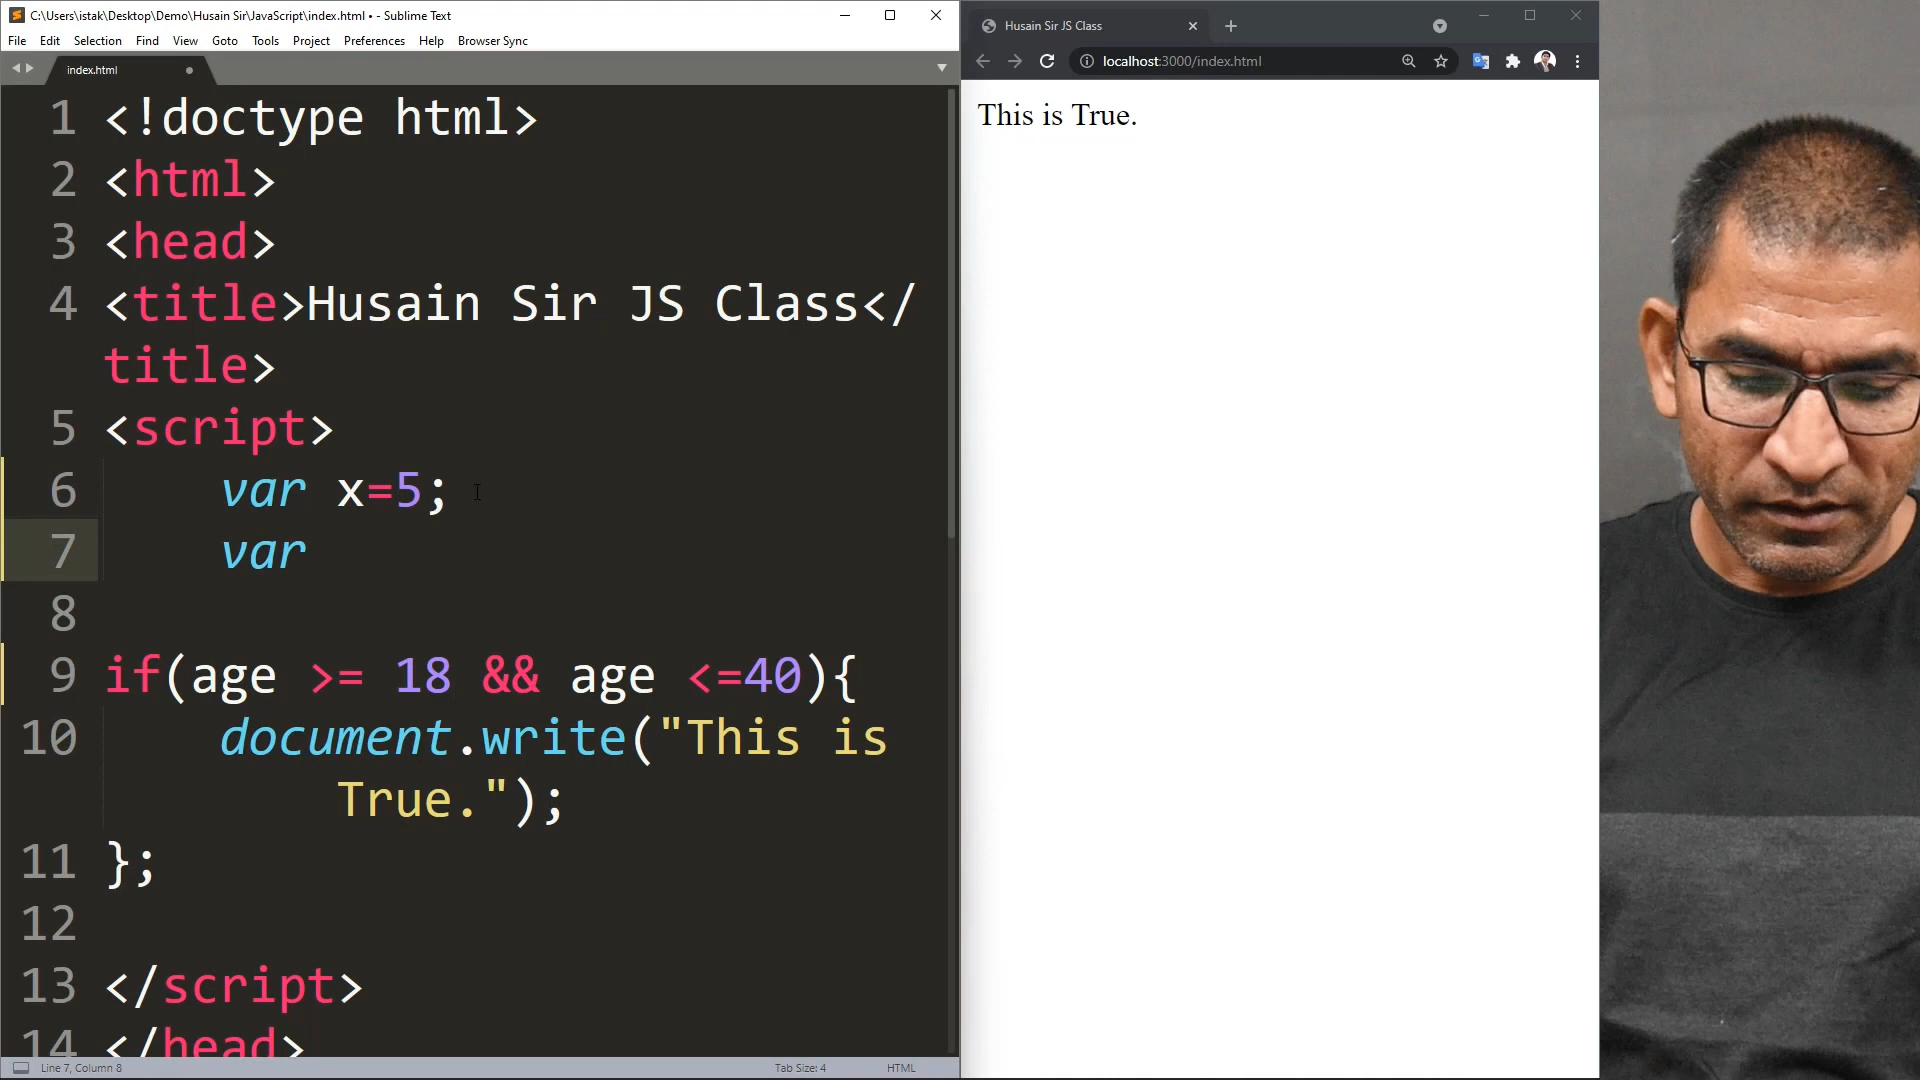 C:\Users\istak\Desktop\Demo\Husain Sir\JavaScript\index.html • - Sublime Text
File Edit Selection Find View Goto Tools Project Preferences Help Browser Sync
index.html
1 <!doctype html>
2 <html>
3 <head>
4 <title>Husain Sir JS Class</
title>
5 <script>
6 var x=5;
7 var
8
9 if(age >= 18 && age <=40){
10 document.write("This is
True.");
11 };
12
13 </script>
14 </head>
Line 7, Column 8 Tab Size: 4 HTML
Husain Sir JS Class
localhost:3000/index.html
This is True.